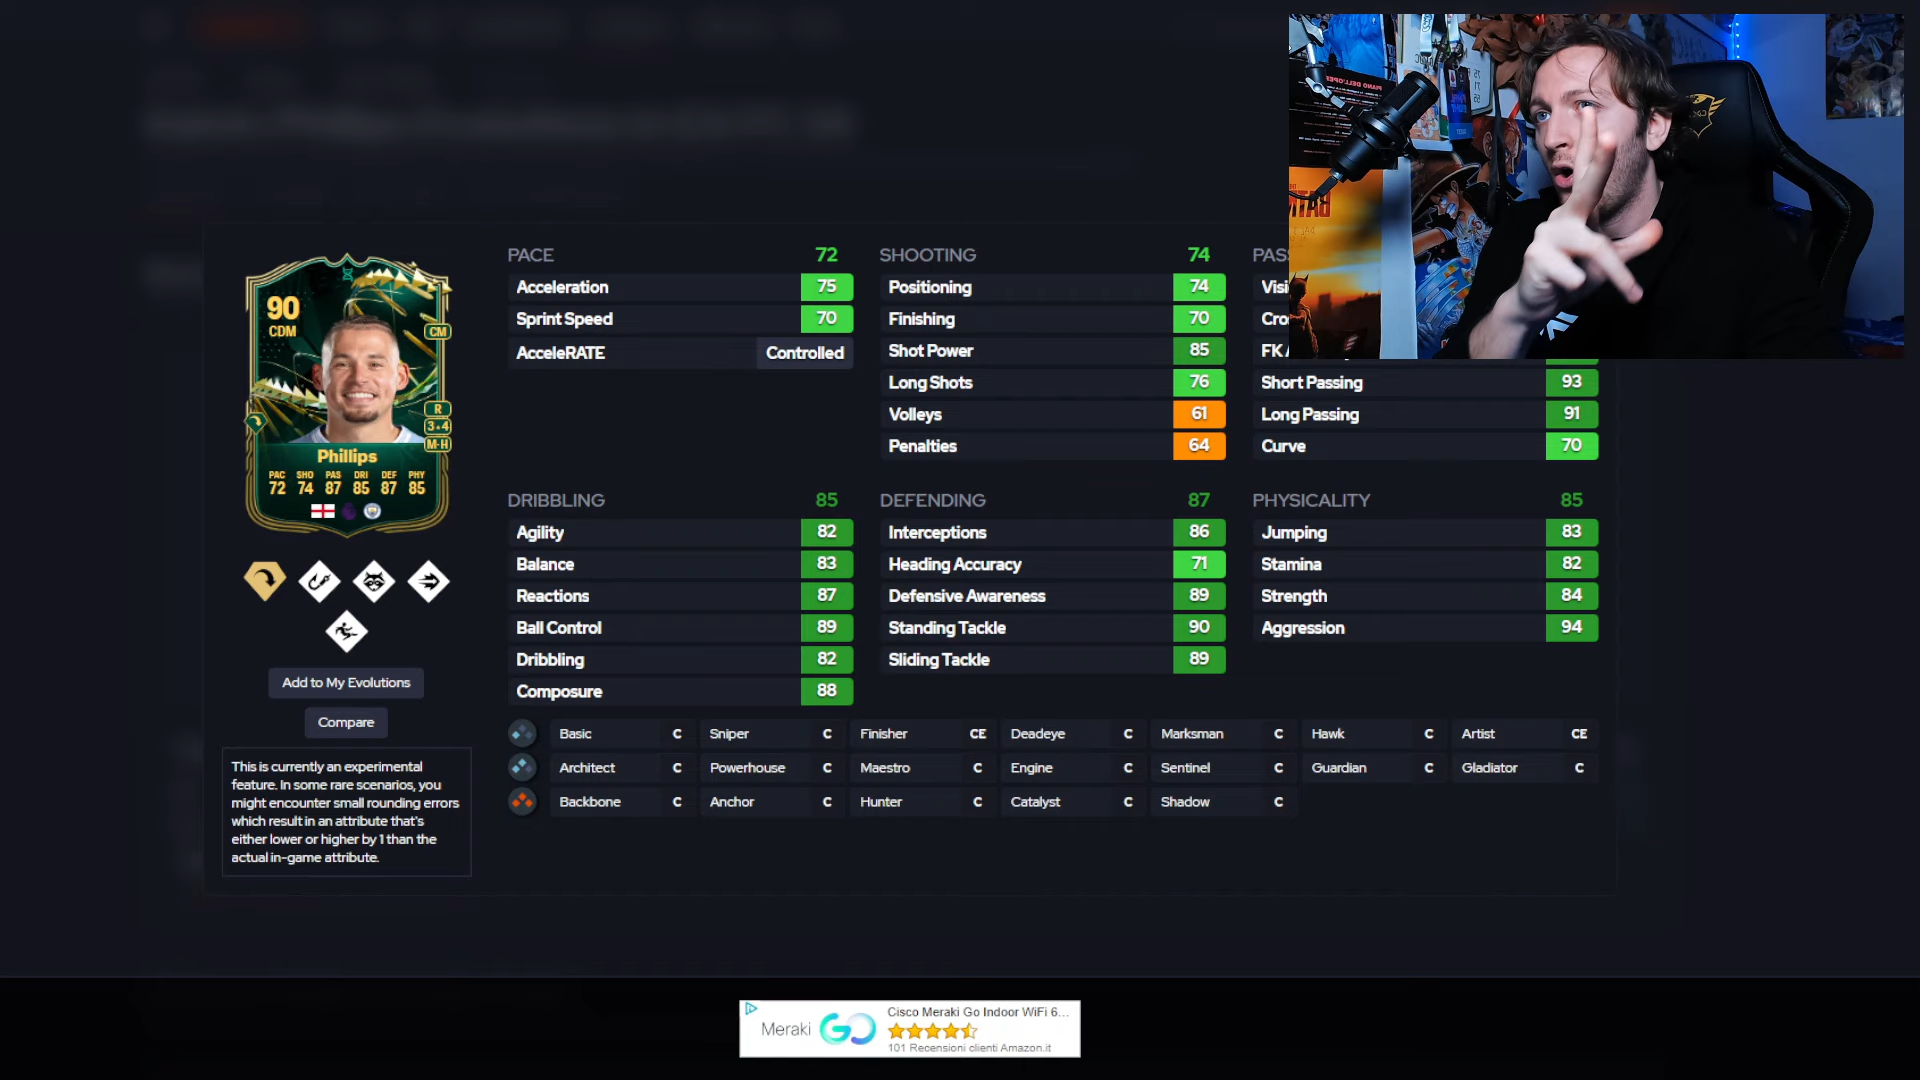 90
CDM
CM
R
3★4
M·H
Phillips
PAC SHO PAS DRI DEF PHY
72 74 87 85 87 85
Add to My Evolutions
Compare
This is currently an experimental
feature. In some rare scenarios, you
might encounter small rounding errors
which result in an attribute that's
either lower or higher by 1 than the
actual in-game attribute.
PACE 72
Acceleration 75
Sprint Speed 70
AcceleRATE Controlled
SHOOTING 74
Positioning 74
Finishing 70
Shot Power 85
Long Shots 76
Volleys 61
Penalties 64
PAS
Visi
Cro
FK A
Short Passing 93
Long Passing 91
Curve 70
DRIBBLING 85
Agility 82
Balance 83
Reactions 87
Ball Control 89
Dribbling 82
Composure 88
DEFENDING 87
Interceptions 86
Heading Accuracy 71
Defensive Awareness 89
Standing Tackle 90
Sliding Tackle 89
PHYSICALITY 85
Jumping 83
Stamina 82
Strength 84
Aggression 94
Basic C Sniper C Finisher CE Deadeye C Marksman C Hawk C Artist CE
Architect C Powerhouse C Maestro C Engine C Sentinel C Guardian C Gladiator C
Backbone C Anchor C Hunter C Catalyst C Shadow C
Meraki GO
Cisco Meraki Go Indoor WiFi 6...
101 Recensioni clienti Amazon.it